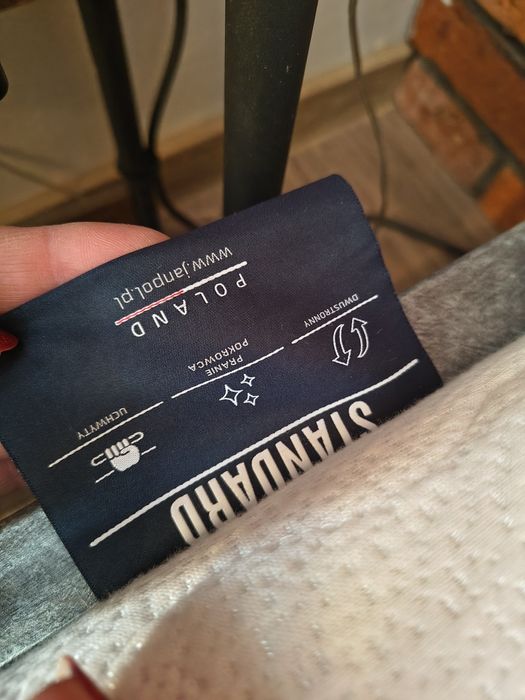 STANDARD
DWUSTRONNY
PRANIE
POKROWCA
UCHWYTY
POLAND
www.janpol.pl